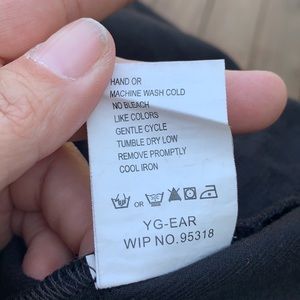 HAND OR
MACHINE WASH COLD
NO BLEACH
LIKE COLORS
GENTLE CYCLE
TUMBLE DRY LOW
REMOVE PROMPTLY
COOL IRON
OR
YG-EAR
WIP NO.95318